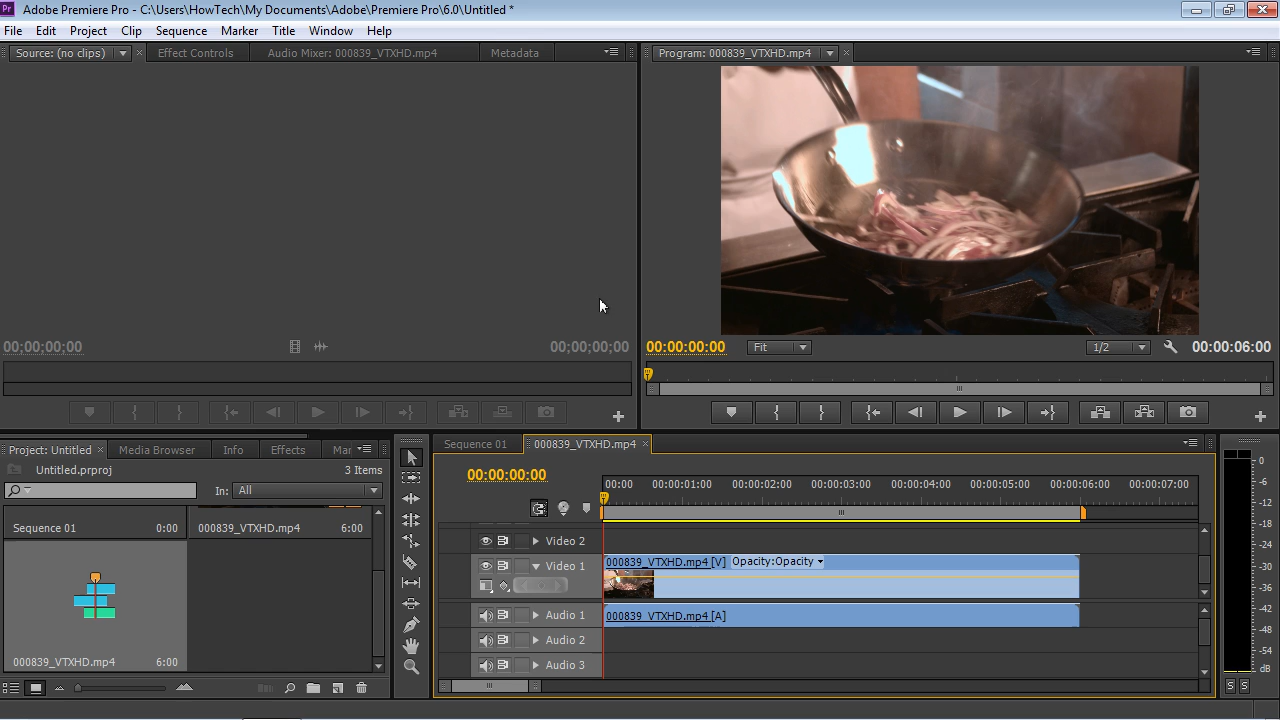 Pr Adobe Premiere Pro - C:\Users\HowTech\My Documents\Adobe\Premiere Pro\6.0\Untitled *
File Edit Project Clip Sequence Marker Title Window Help
Source: (no clips) Effect Controls Audio Mixer: 000839_VTXHD.mp4 Metadata
Program: 000839_VTXHD.mp4
00;00;00;00 00;00;00;00
00:00:00:00 Fit 1/2 00:00:06:00
Project: Untitled Media Browser Info Effects Mar
Untitled.prproj 3 Items
In: All
Sequence 01 0:00 000839_VTXHD.mp4 6:00
000839_VTXHD.mp4 6:00
Sequence 01 000839_VTXHD.mp4
00:00:00:00
00:00 00:00:01:00 00:00:02:00 00:00:03:00 00:00:04:00 00:00:05:00 00:00:06:00 00:00:07:00
Video 2
Video 1 000839_VTXHD.mp4 [V] Opacity:Opacity
Audio 1 000839_VTXHD.mp4 [A]
Audio 2
Audio 3
0
-6
-12
-18
-24
-30
-36
-42
-48
-54
dB
S S